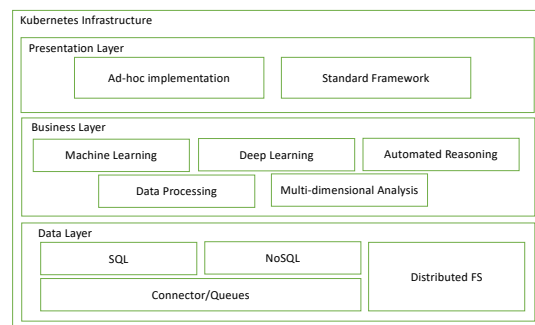 Kubernetes Infrastructure
Presentation Layer
Ad-hoc implementation
Standard Framework
Business Layer
Machine Learning
Deep Learning
Automated Reasoning
Data Processing
Multi-dimensional Analysis
Data Layer
SQL
NoSQL
Distributed FS
Connector/Queues